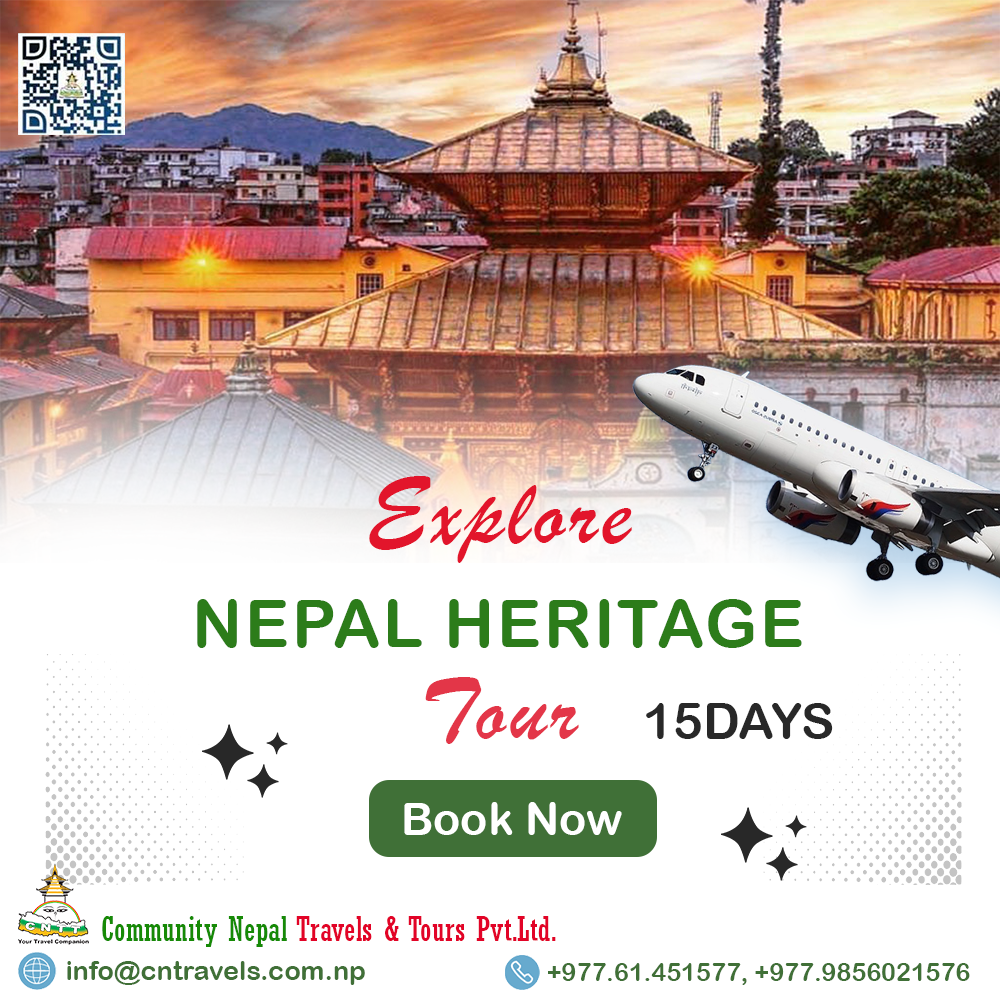 Explore
NEPAL HERITAGE
Tour 15DAYS
Book Now
CNTT
Your Travel Companion
Community Nepal Travels & Tours Pvt.Ltd.
info@cntravels.com.np
+977.61.451577, +977.9856021576